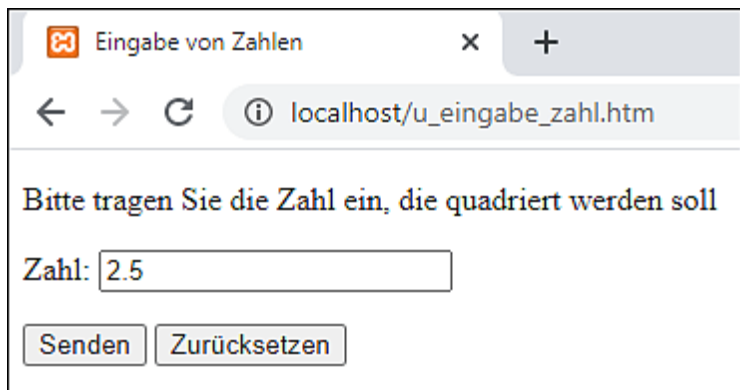 Eingabe von Zahlen
localhost/u_eingabe_zahl.htm
Bitte tragen Sie die Zahl ein, die quadriert werden soll
Zahl: 2.5
Senden Zurücksetzen